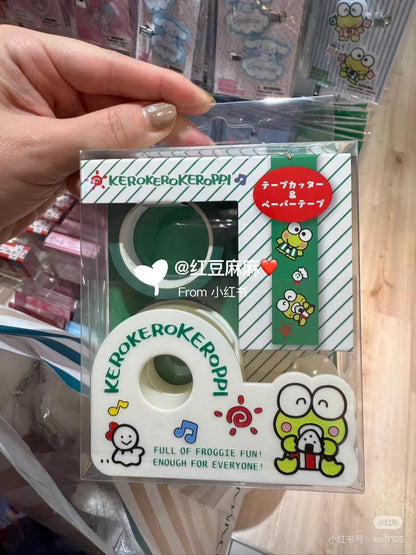 KEROKEROKEROPPI
テープカッター
&
ペーパーテープ
@红豆麻麻❤️
From 小红书
KEROKEROKEROPPI
FULL OF FROGGIE FUN!
ENOUGH FOR EVERYONE!
小红书